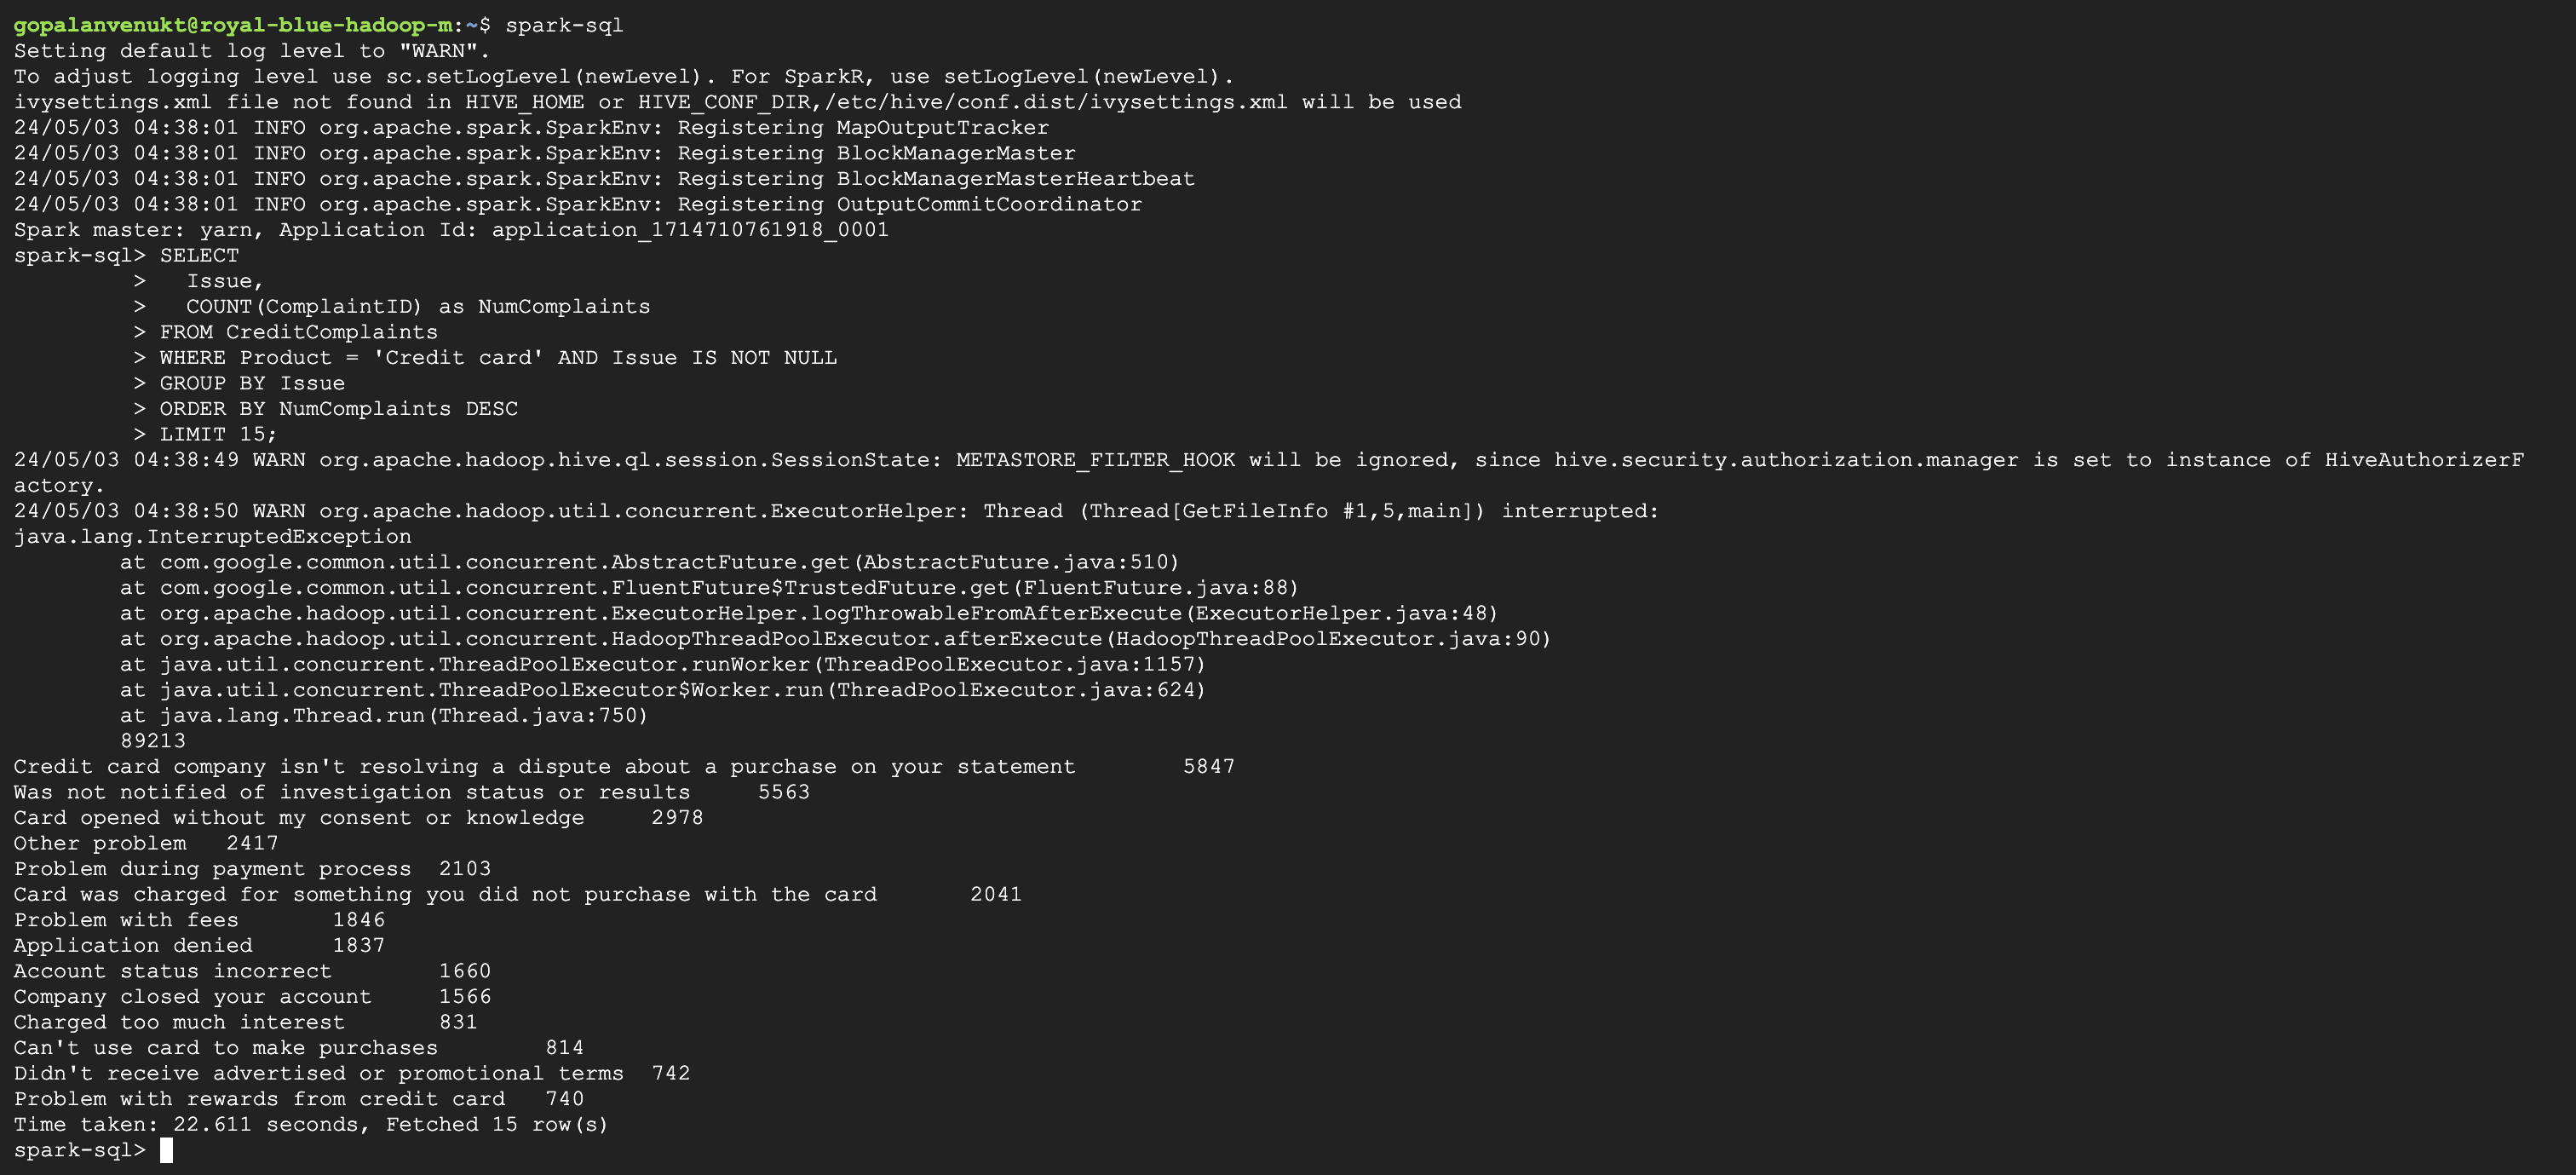 gopalanvenukt@royal-blue-hadoop-m:~$ spark-sql
Setting default log level to "WARN".
To adjust logging level use sc.setLogLevel(newLevel). For SparkR, use setLogLevel(newLevel).
ivysettings.xml file not found in HIVE_HOME or HIVE_CONF_DIR,/etc/hive/conf.dist/ivysettings.xml will be used
24/05/03 04:38:01 INFO org.apache.spark.SparkEnv: Registering MapOutputTracker
24/05/03 04:38:01 INFO org.apache.spark.SparkEnv: Registering BlockManagerMaster
24/05/03 04:38:01 INFO org.apache.spark.SparkEnv: Registering BlockManagerMasterHeartbeat
24/05/03 04:38:01 INFO org.apache.spark.SparkEnv: Registering OutputCommitCoordinator
Spark master: yarn, Application Id: application_1714710761918_0001
spark-sql> SELECT
         >   Issue,
         >   COUNT(ComplaintID) as NumComplaints
         > FROM CreditComplaints
         > WHERE Product = 'Credit card' AND Issue IS NOT NULL
         > GROUP BY Issue
         > ORDER BY NumComplaints DESC
         > LIMIT 15;
24/05/03 04:38:49 WARN org.apache.hadoop.hive.ql.session.SessionState: METASTORE_FILTER_HOOK will be ignored, since hive.security.authorization.manager is set to instance of HiveAuthorizerF
actory.
24/05/03 04:38:50 WARN org.apache.hadoop.util.concurrent.ExecutorHelper: Thread (Thread[GetFileInfo #1,5,main]) interrupted:
java.lang.InterruptedException
        at com.google.common.util.concurrent.AbstractFuture.get(AbstractFuture.java:510)
        at com.google.common.util.concurrent.FluentFuture$TrustedFuture.get(FluentFuture.java:88)
        at org.apache.hadoop.util.concurrent.ExecutorHelper.logThrowableFromAfterExecute(ExecutorHelper.java:48)
        at org.apache.hadoop.util.concurrent.HadoopThreadPoolExecutor.afterExecute(HadoopThreadPoolExecutor.java:90)
        at java.util.concurrent.ThreadPoolExecutor.runWorker(ThreadPoolExecutor.java:1157)
        at java.util.concurrent.ThreadPoolExecutor$Worker.run(ThreadPoolExecutor.java:624)
        at java.lang.Thread.run(Thread.java:750)
        89213
Credit card company isn't resolving a dispute about a purchase on your statement        5847
Was not notified of investigation status or results     5563
Card opened without my consent or knowledge     2978
Other problem   2417
Problem during payment process  2103
Card was charged for something you did not purchase with the card       2041
Problem with fees       1846
Application denied      1837
Account status incorrect        1660
Company closed your account     1566
Charged too much interest       831
Can't use card to make purchases        814
Didn't receive advertised or promotional terms  742
Problem with rewards from credit card   740
Time taken: 22.611 seconds, Fetched 15 row(s)
spark-sql>